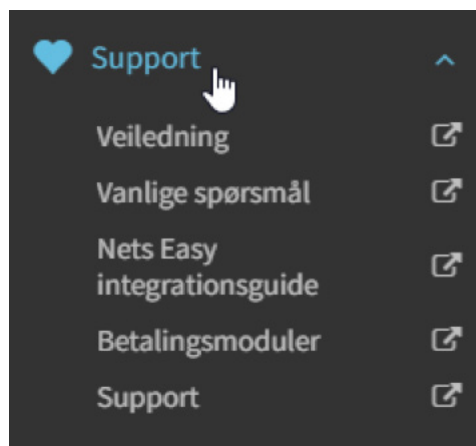 Support
Veiledning
Vanlige spørsmål
Nets Easy
integrationsguide
Betalingsmoduler
Support